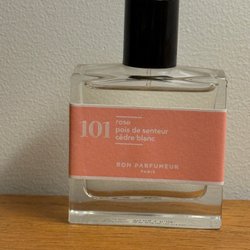 101
rose
pois de senteur
cèdre blanc
BON PARFUMEUR
PARIS